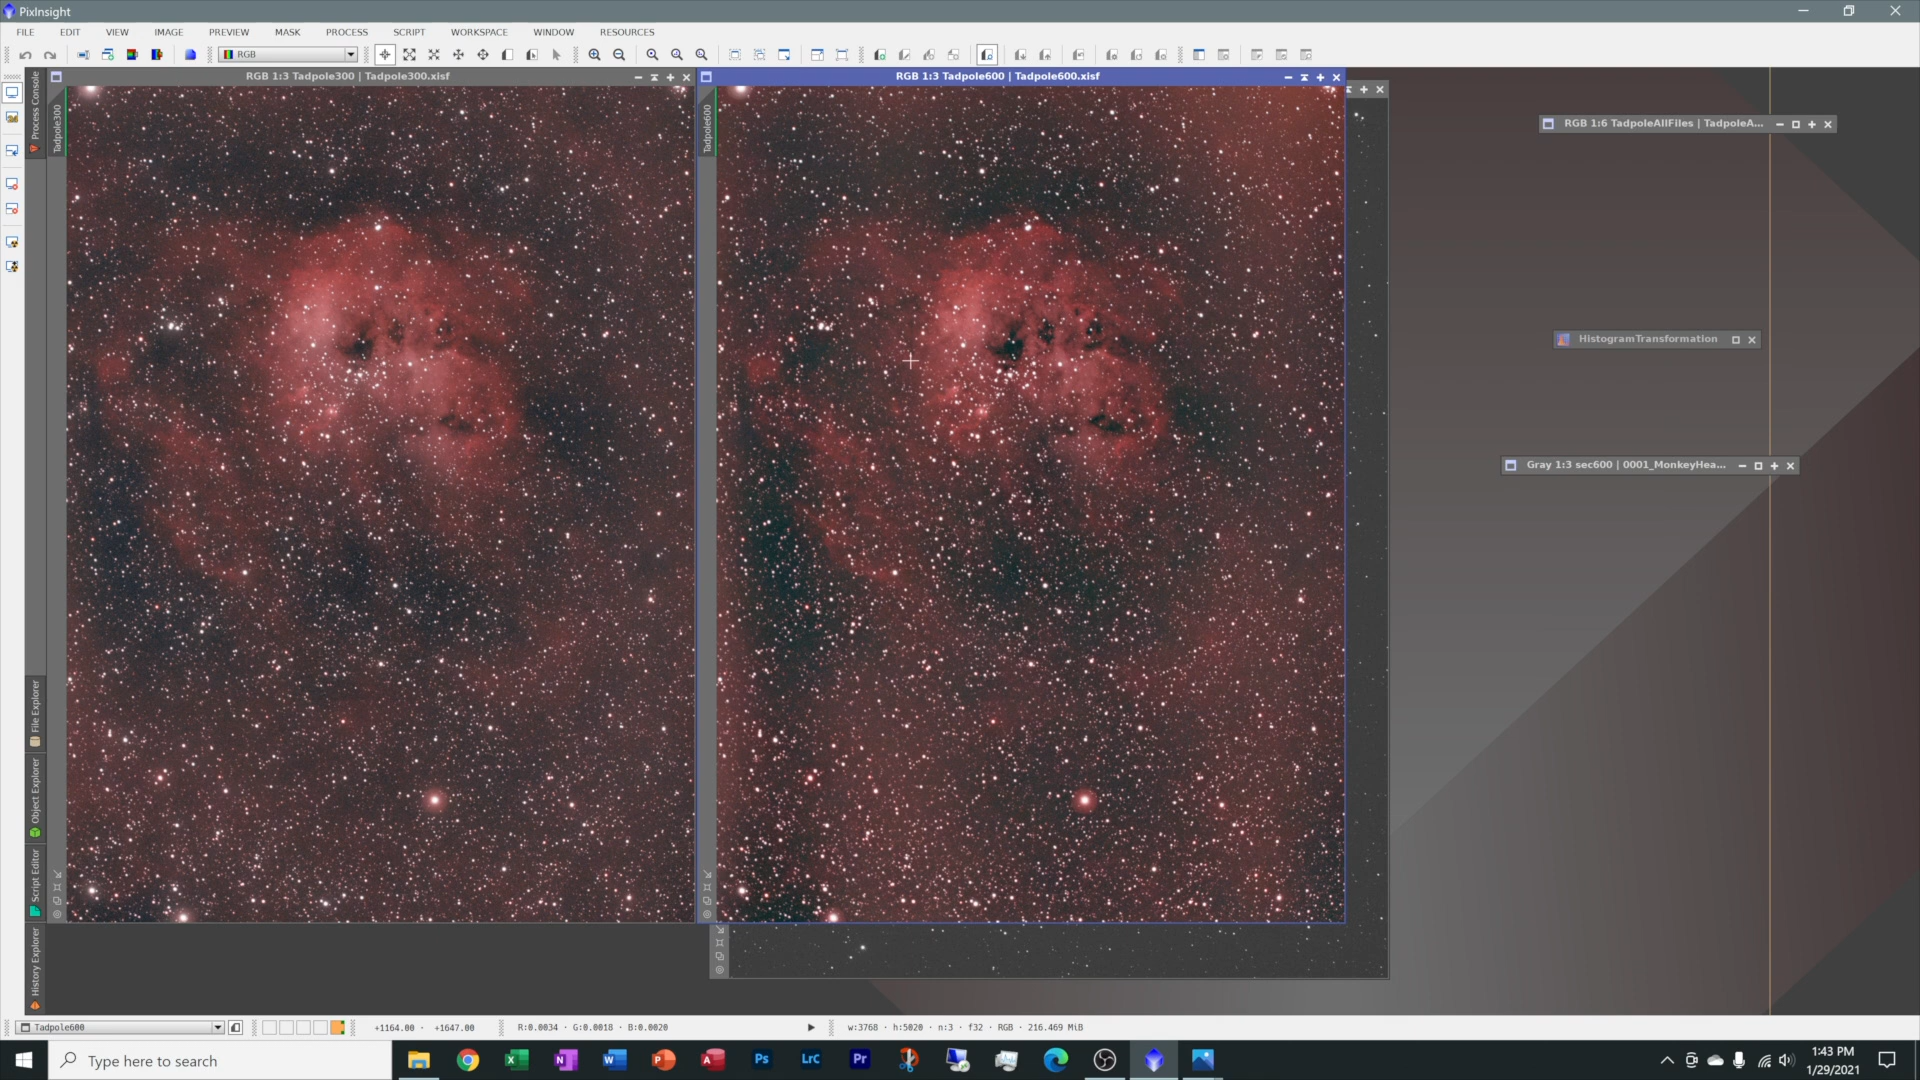 PixInsight
FILE EDIT VIEW IMAGE PREVIEW MASK PROCESS SCRIPT WORKSPACE WINDOW RESOURCES
RGB
RGB 1:3 Tadpole300 | Tadpole300.xisf
RGB 1:3 Tadpole600 | Tadpole600.xisf
Process Console
Tadpole300
Tadpole600
RGB 1:6 TadpoleAllFiles | TadpoleA...
HistogramTransformation
Gray 1:3 sec600 | 0001_MonkeyHea...
File Explorer
Object Explorer
Script Editor
History Explorer
Tadpole600
+1164.00 · +1647.00
R:0.0034 · G:0.0018 · B:0.0020
w:3768 · h:5020 · n:3 · f32 · RGB · 216.469 MiB
Type here to search
Ps
LrC
Pr
1:43 PM
1/29/2021